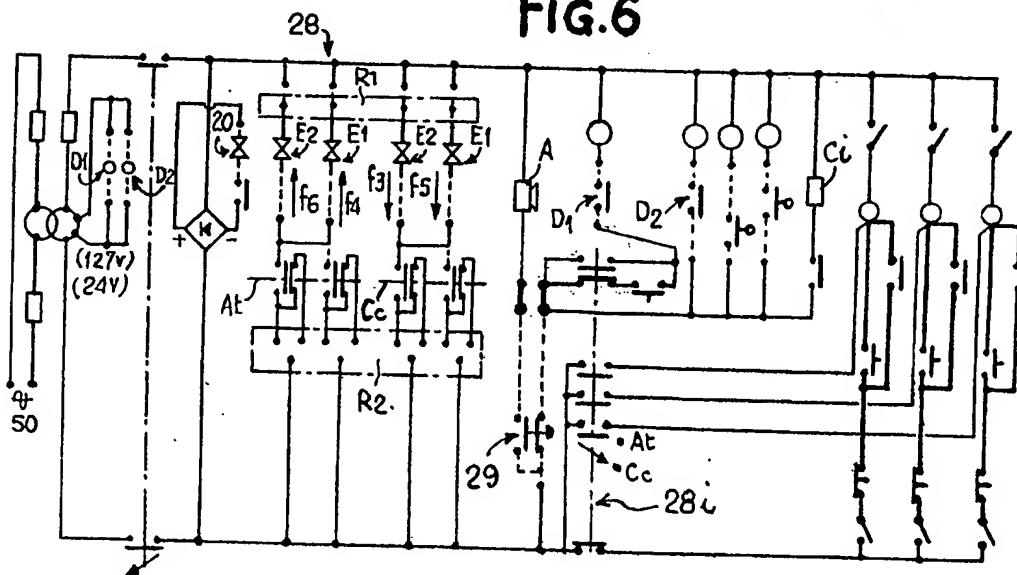 FIG.6
28
R1
20
E2
E1
E2
E1
D1
D2
f6
f4
f3
f5
A
Ci
D1
D2
+
-
(127V)
(24V)
At
Cc
R2.
50
29
At
Cc
28i